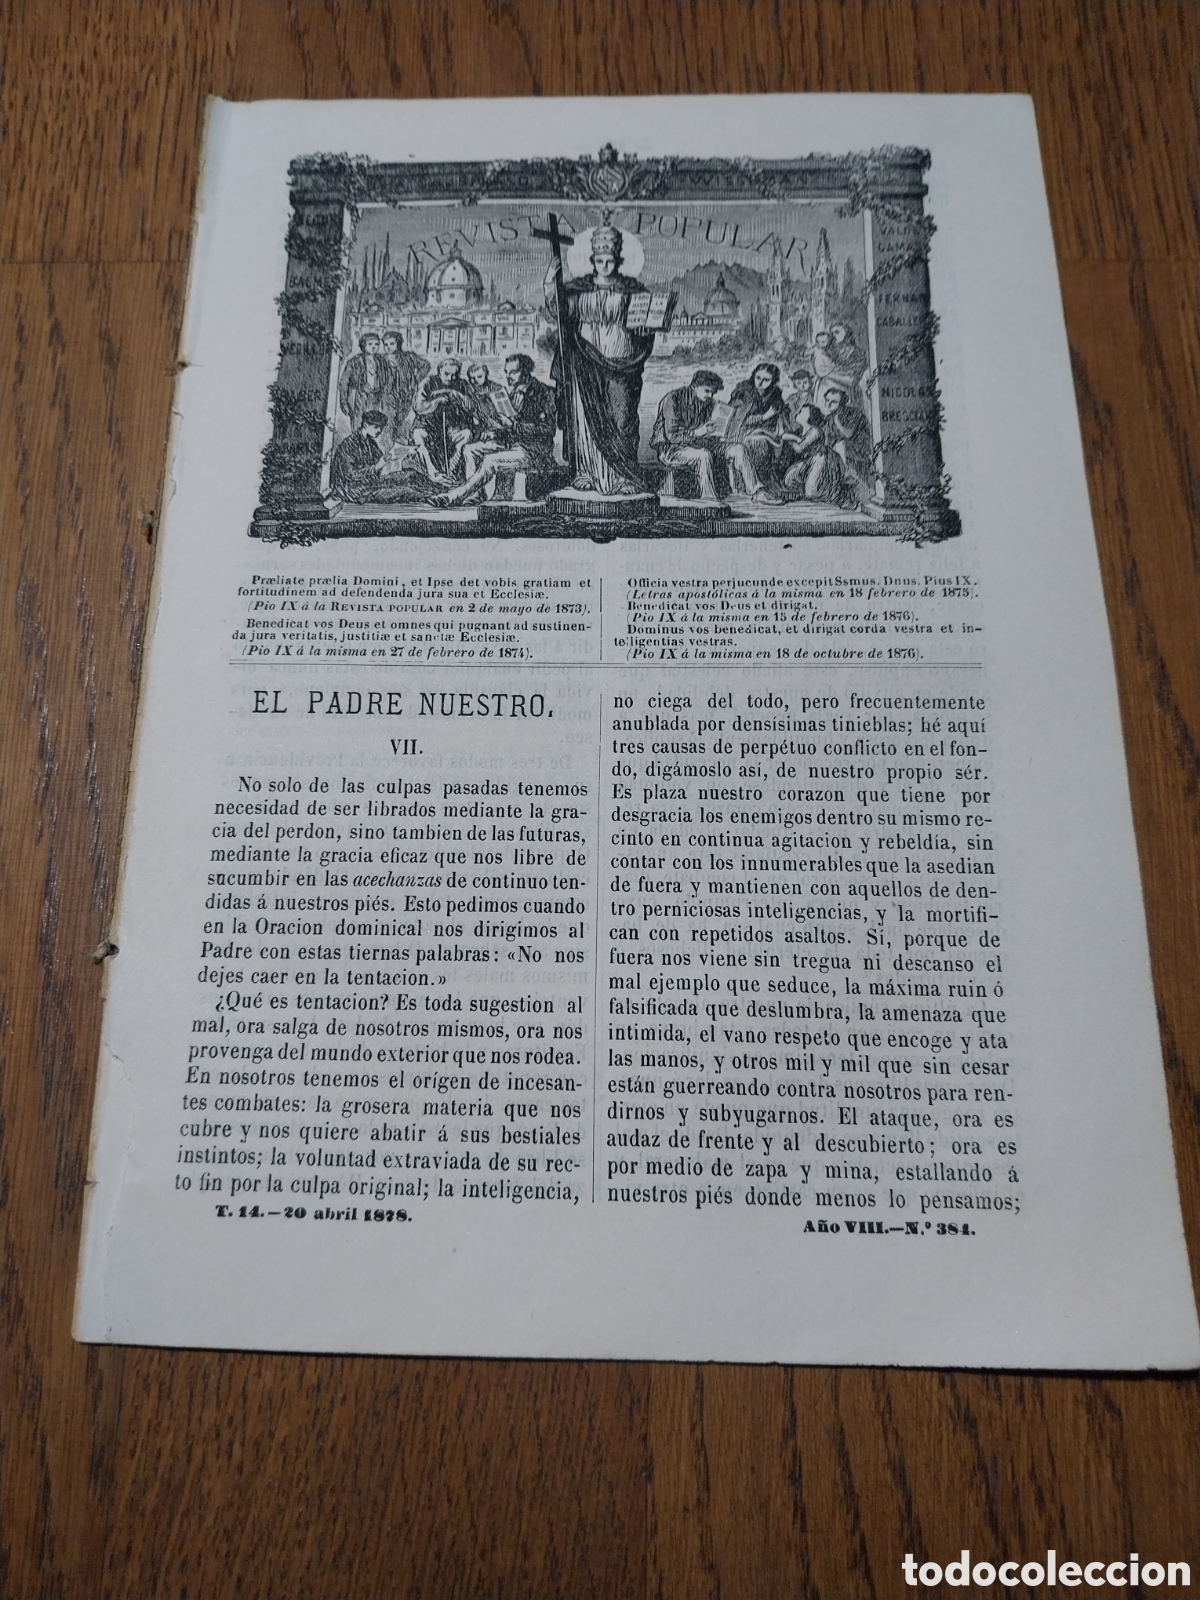 REVISTA POPULAR
VALD
GAMA
BALMES
FERNAN
CABALLERO
NICOLAS
BRESCIANI
Præliate prælia Domini, et Ipse det vobis gratiam et
fortitudinem ad defendenda jura sua et Ecclesiæ.
(Pio IX á la REVISTA POPULAR en 2 de mayo de 1873).
Benedicat vos Deus et omnes qui pugnant ad sustinen-
da jura veritatis, justitiæ et sanctæ Ecclesiæ.
(Pio IX á la misma en 27 de febrero de 1874).
Officia vestra perjucunde excepit Ssmus. Dnus. Pius IX.
(Letras apostólicas á la misma en 18 febrero de 1875).
Benedicat vos Deus et dirigat.
(Pio IX á la misma en 15 de febrero de 1876).
Dominus vos benedicat, et dirigat corda vestra et in-
telligentias vestras.
(Pio IX á la misma en 18 de octubre de 1876).
EL PADRE NUESTRO.
VII.
No solo de las culpas pasadas tenemos
necesidad de ser librados mediante la gra-
cia del perdon, sino tambien de las futuras,
mediante la gracia eficaz que nos libre de
sucumbir en las acechanzas de continuo ten-
didas á nuestros piés. Esto pedimos cuando
en la Oracion dominical nos dirigimos al
Padre con estas tiernas palabras: «No nos
dejes caer en la tentacion.»
¿Qué es tentacion? Es toda sugestion al
mal, ora salga de nosotros mismos, ora nos
provenga del mundo exterior que nos rodea.
En nosotros tenemos el orígen de incesan-
tes combates: la grosera materia que nos
cubre y nos quiere abatir á sus bestiales
instintos; la voluntad extraviada de su rec-
to fin por la culpa original; la inteligencia,
no ciega del todo, pero frecuentemente
anublada por densísimas tinieblas; hé aquí
tres causas de perpétuo conflicto en el fon-
do, digámoslo así, de nuestro propio sér.
Es plaza nuestro corazon que tiene por
desgracia los enemigos dentro su mismo re-
cinto en continua agitacion y rebeldía, sin
contar con los innumerables que la asedian
de fuera y mantienen con aquellos de den-
tro perniciosas inteligencias, y la mortifi-
can con repetidos asaltos. Si, porque de
fuera nos viene sin tregua ni descanso el
mal ejemplo que seduce, la máxima ruin ó
falsificada que deslumbra, la amenaza que
intimida, el vano respeto que encoge y ata
las manos, y otros mil y mil que sin cesar
están guerreando contra nosotros para ren-
dirnos y subyugarnos. El ataque, ora es
audaz de frente y al descubierto; ora es
por medio de zapa y mina, estallando á
nuestros piés donde menos lo pensamos;
T. 14.—20 abril 1878.
Año VIII.—N.º 384.
todocoleccion